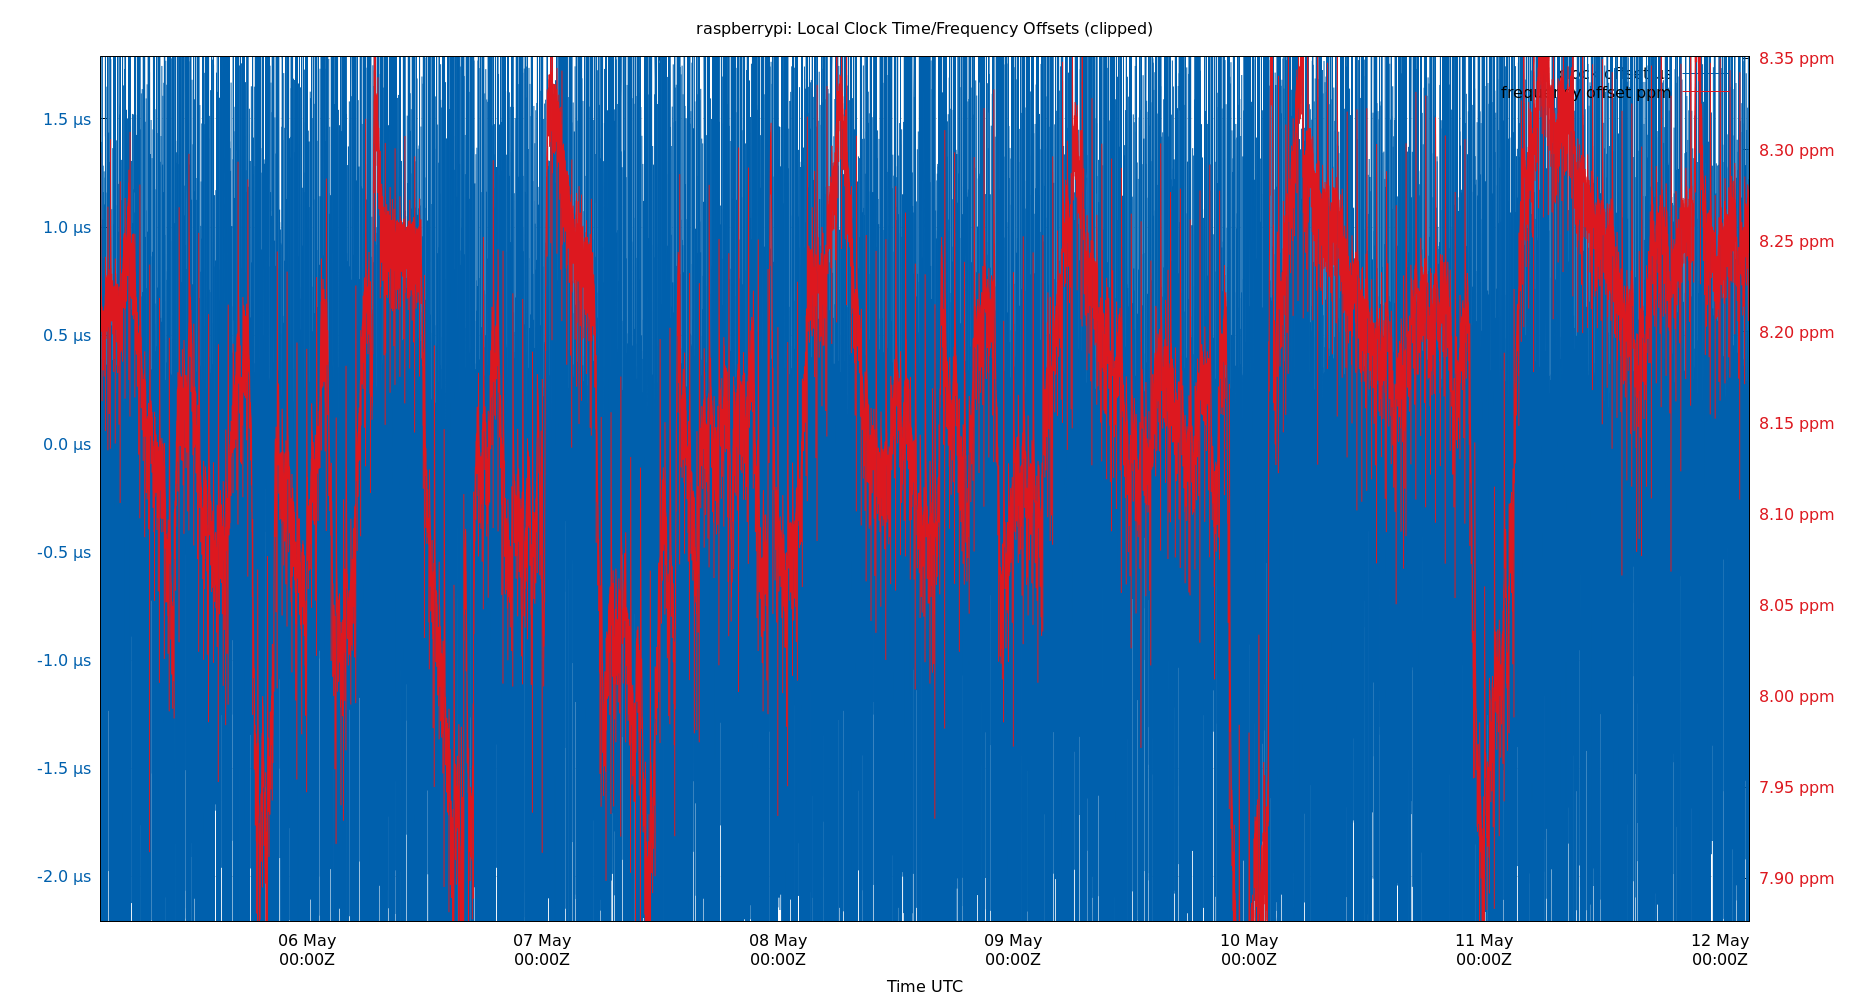 raspberrypi: Local Clock Time/Frequency Offsets (clipped)
clock offset us
frequency offset ppm
1.5 µs
1.0 µs
0.5 µs
0.0 µs
-0.5 µs
-1.0 µs
-1.5 µs
-2.0 µs
8.35 ppm
8.30 ppm
8.25 ppm
8.20 ppm
8.15 ppm
8.10 ppm
8.05 ppm
8.00 ppm
7.95 ppm
7.90 ppm
06 May
00:00Z
07 May
00:00Z
08 May
00:00Z
09 May
00:00Z
10 May
00:00Z
11 May
00:00Z
12 May
00:00Z
Time UTC